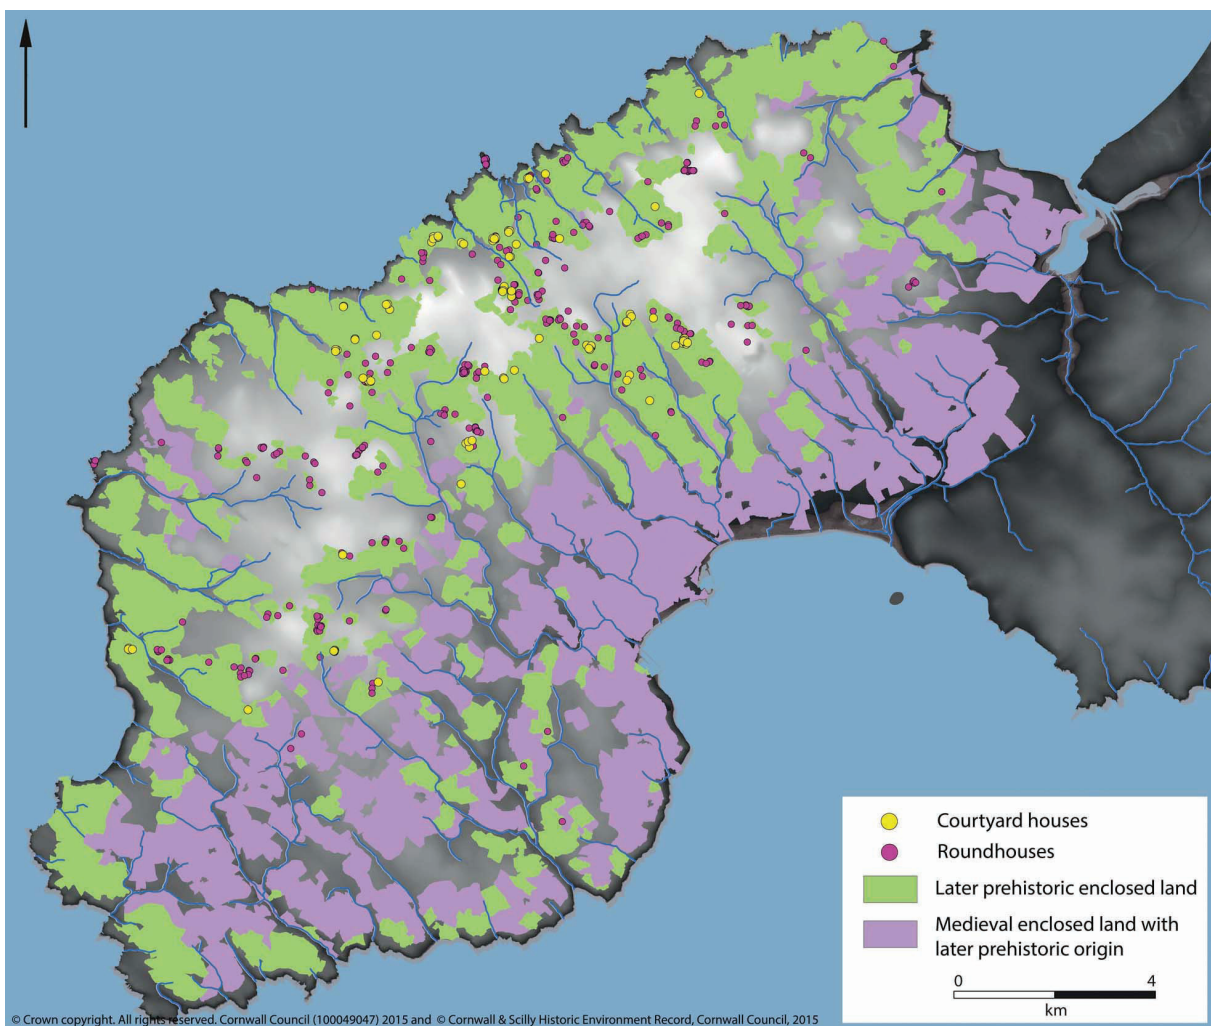 Courtyard houses
Roundhouses
Later prehistoric enclosed land
Medieval enclosed land with
later prehistoric origin
0 4
km
© Crown copyright. All rights reserved. Cornwall Council (100049047) 2015 and © Cornwall & Scilly Historic Environment Record, Cornwall Council, 2015